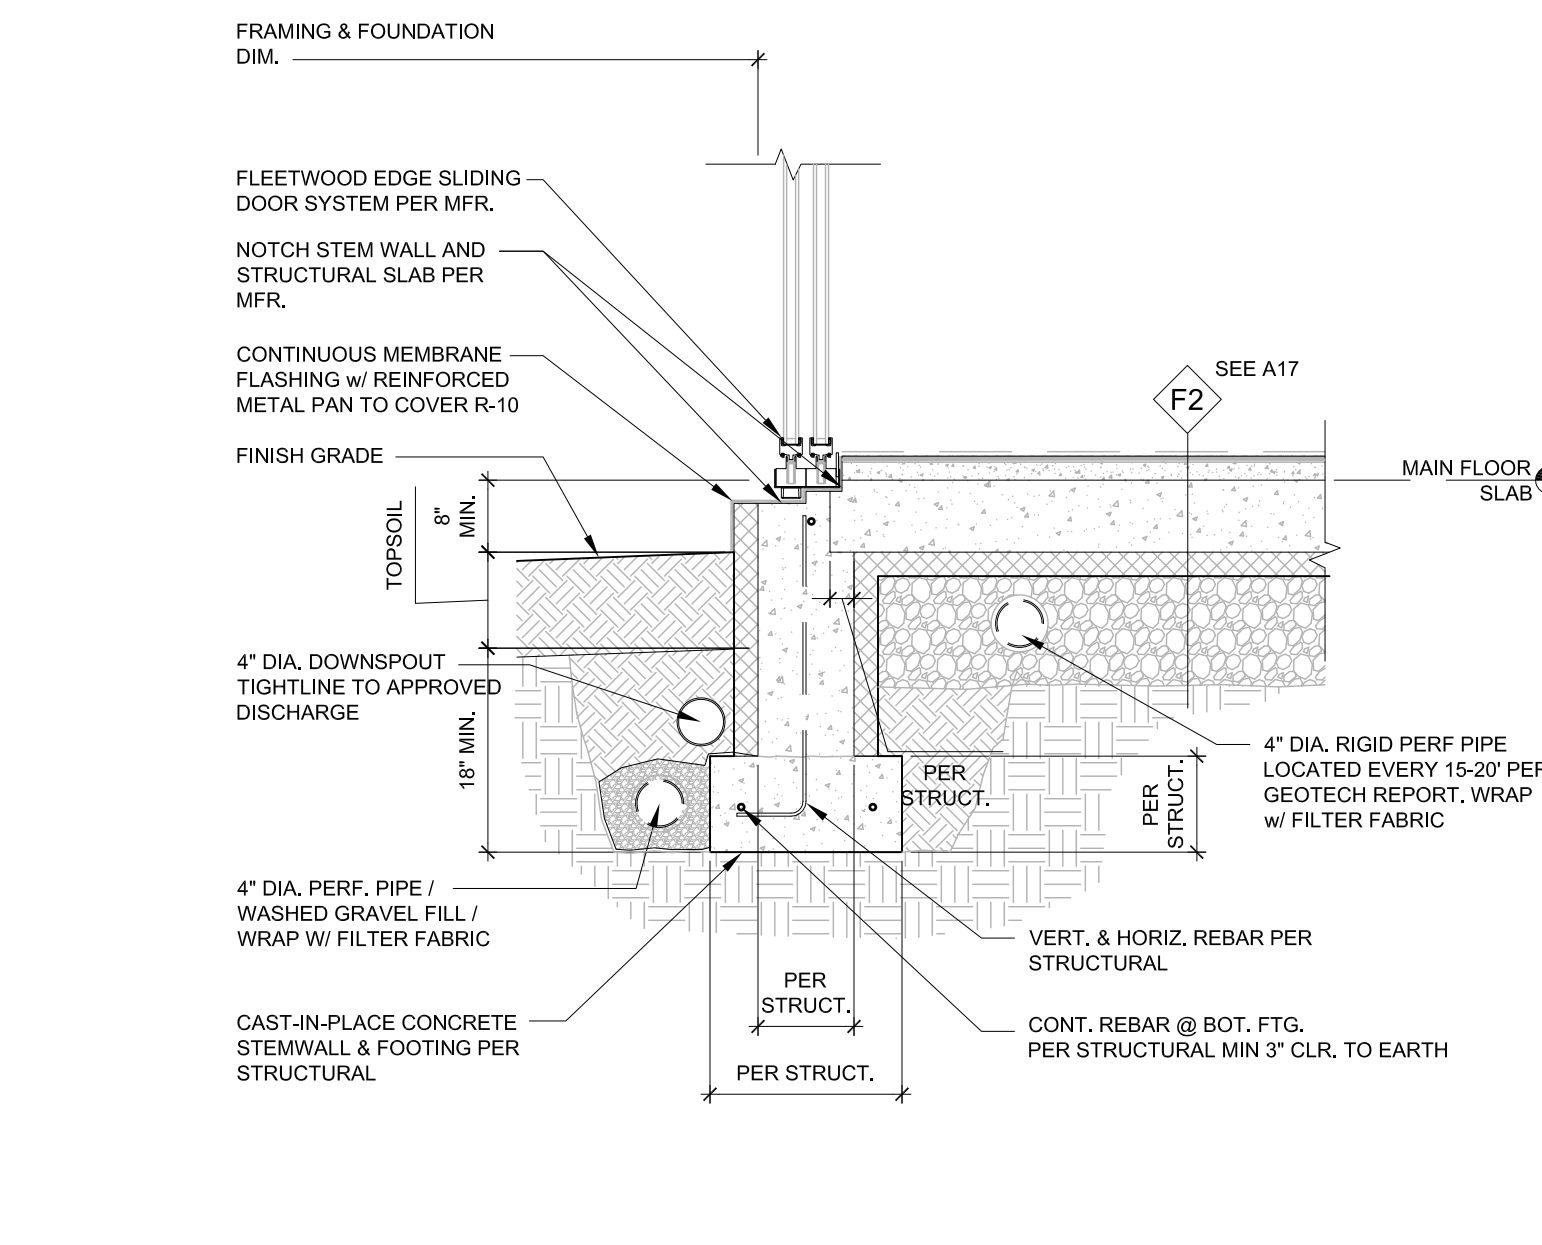 FRAMING & FOUNDATION
DIM.
FLEETWOOD EDGE SLIDING
DOOR SYSTEM PER MFR.
NOTCH STEM WALL AND
STRUCTURAL SLAB PER
MFR.
CONTINUOUS MEMBRANE
FLASHING w/ REINFORCED
METAL PAN TO COVER R-10
FINISH GRADE
TOPSOIL
8"
MIN.
4" DIA. DOWNSPOUT
TIGHTLINE TO APPROVED
DISCHARGE
18" MIN.
4" DIA. PERF. PIPE /
WASHED GRAVEL FILL /
WRAP W/ FILTER FABRIC
CAST-IN-PLACE CONCRETE
STEMWALL & FOOTING PER
STRUCTURAL
SEE A17
F2
MAIN FLOOR
SLAB
4" DIA. RIGID PERF PIPE
LOCATED EVERY 15-20' PER
GEOTECH REPORT. WRAP
w/ FILTER FABRIC
PER
STRUCT.
PER
STRUCT.
VERT. & HORIZ. REBAR PER
STRUCTURAL
PER
STRUCT.
CONT. REBAR @ BOT. FTG.
PER STRUCTURAL MIN 3" CLR. TO EARTH
PER STRUCT.